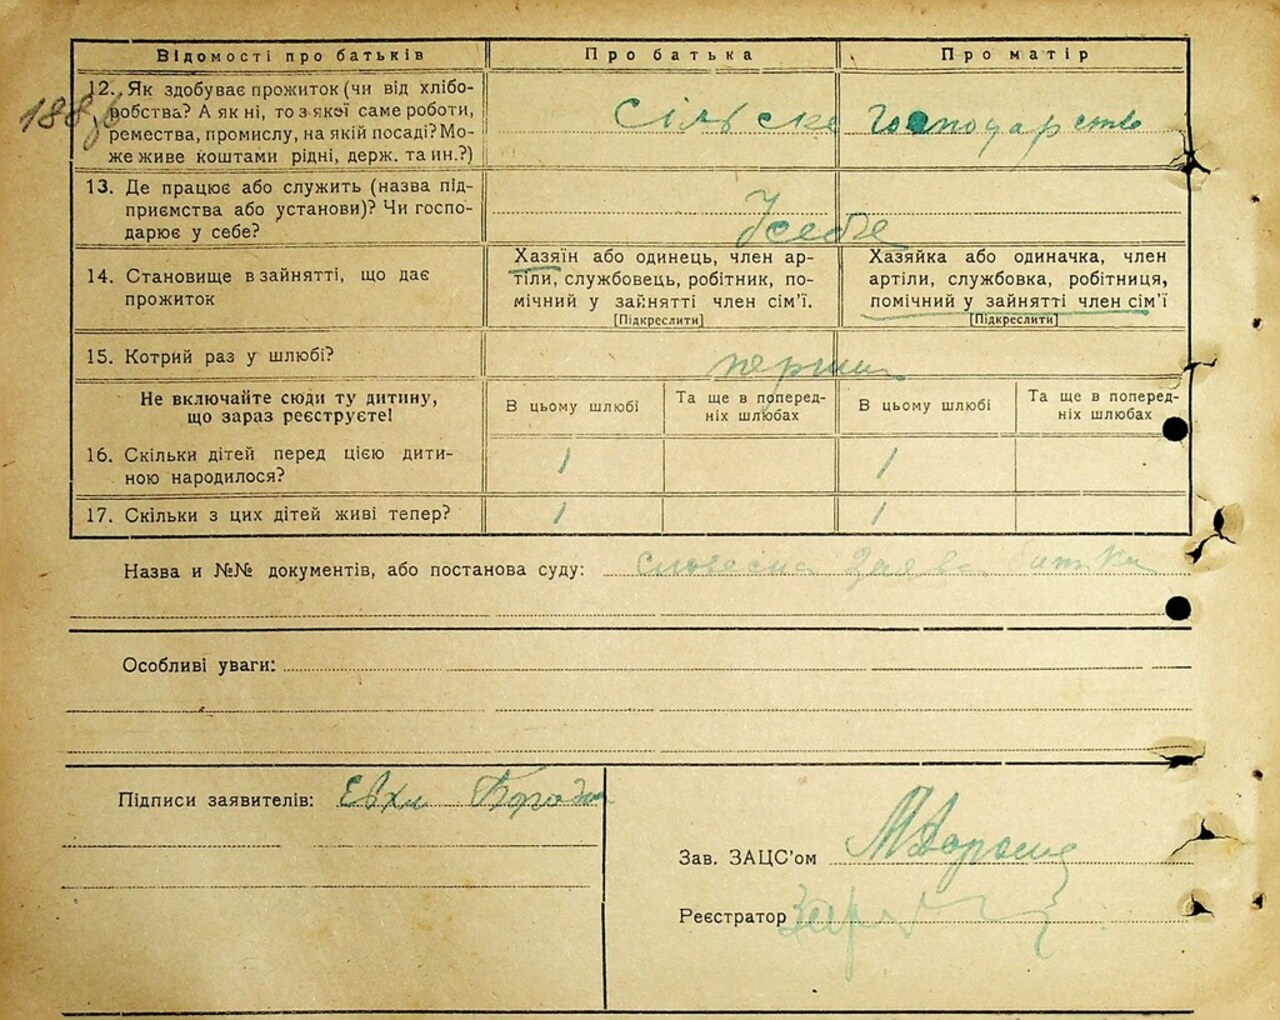 Відомості про батьків
Про батька
Про матір
188
12. Як здобуває прожиток (чи від хлібо-
робства? А як ні, то з якої саме роботи,
ремества, промислу, на якій посаді? Мо-
же живе коштами рідні, держ. та ин.?)
Сільске господарство
13. Де працює або служить (назва під-
приємства або установи)? Чи госпо-
дарює у себе?
У себе
14. Становище в зайнятті, що дає
прожиток
Хазяїн або одинець, член ар-
тіли, службовець, робітник, по-
мічний у зайнятті член сім'ї.
[Підкреслити]
Хазяйка або одиначка, член
артіли, службовка, робітниця,
помічний у зайнятті член сім'ї
[Підкреслити]
15. Котрий раз у шлюбі?
перший
Не включайте сюди ту дитину,
що зараз реєструєте!
В цьому шлюбі
Та ще в поперед-
ніх шлюбах
В цьому шлюбі
Та ще в поперед-
ніх шлюбах
16. Скільки дітей перед цією дити-
ною народилося?
1
1
17. Скільки з цих дітей живі тепер?
1
1
Назва и №№ документів, або постанова суду: словесна заява батька
Особливі уваги:
Підписи заявителів: Евхл
Зав. ЗАЦС'ом
Реєстратор